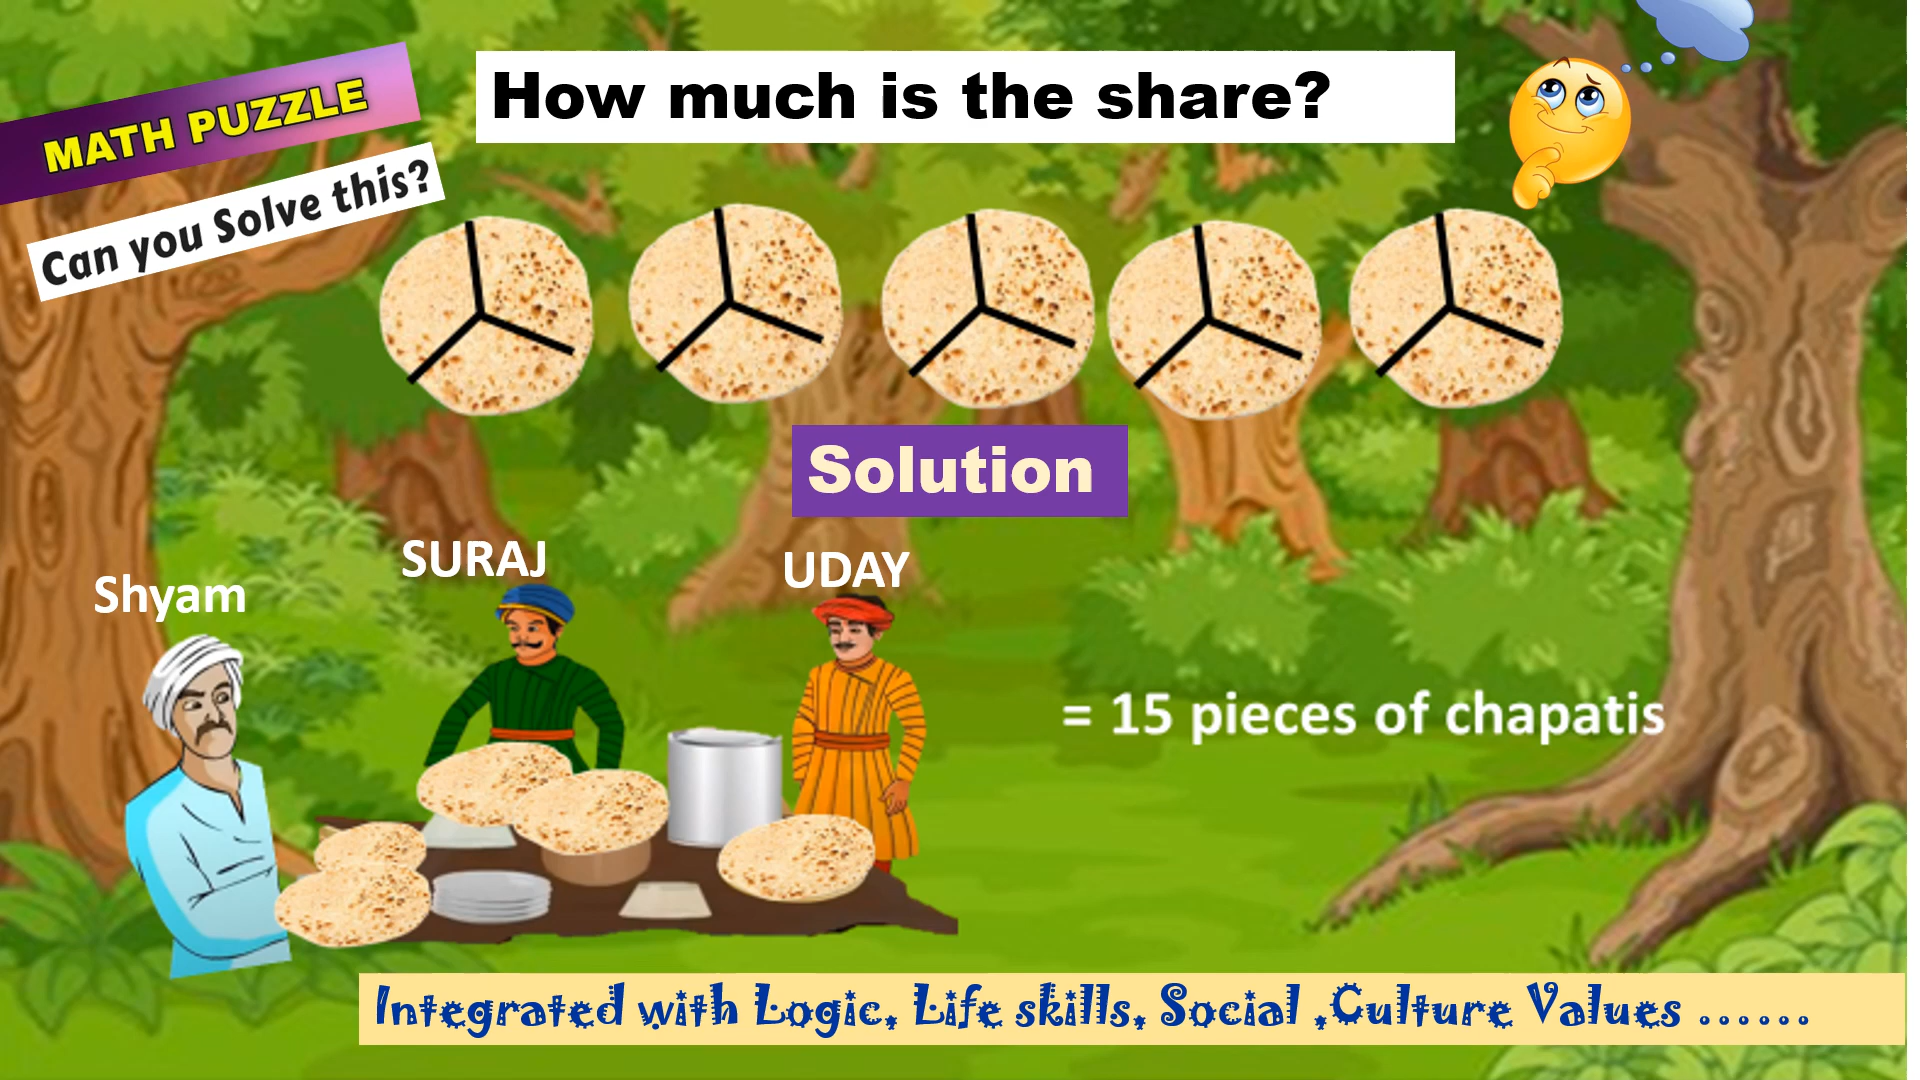 MATH PUZZLE
Can you Solve this?
How much is the share?
Solution
Shyam
SURAJ
UDAY
= 15 pieces of chapatis
Integrated with Logic, Life skills, Social ,Culture Values ......